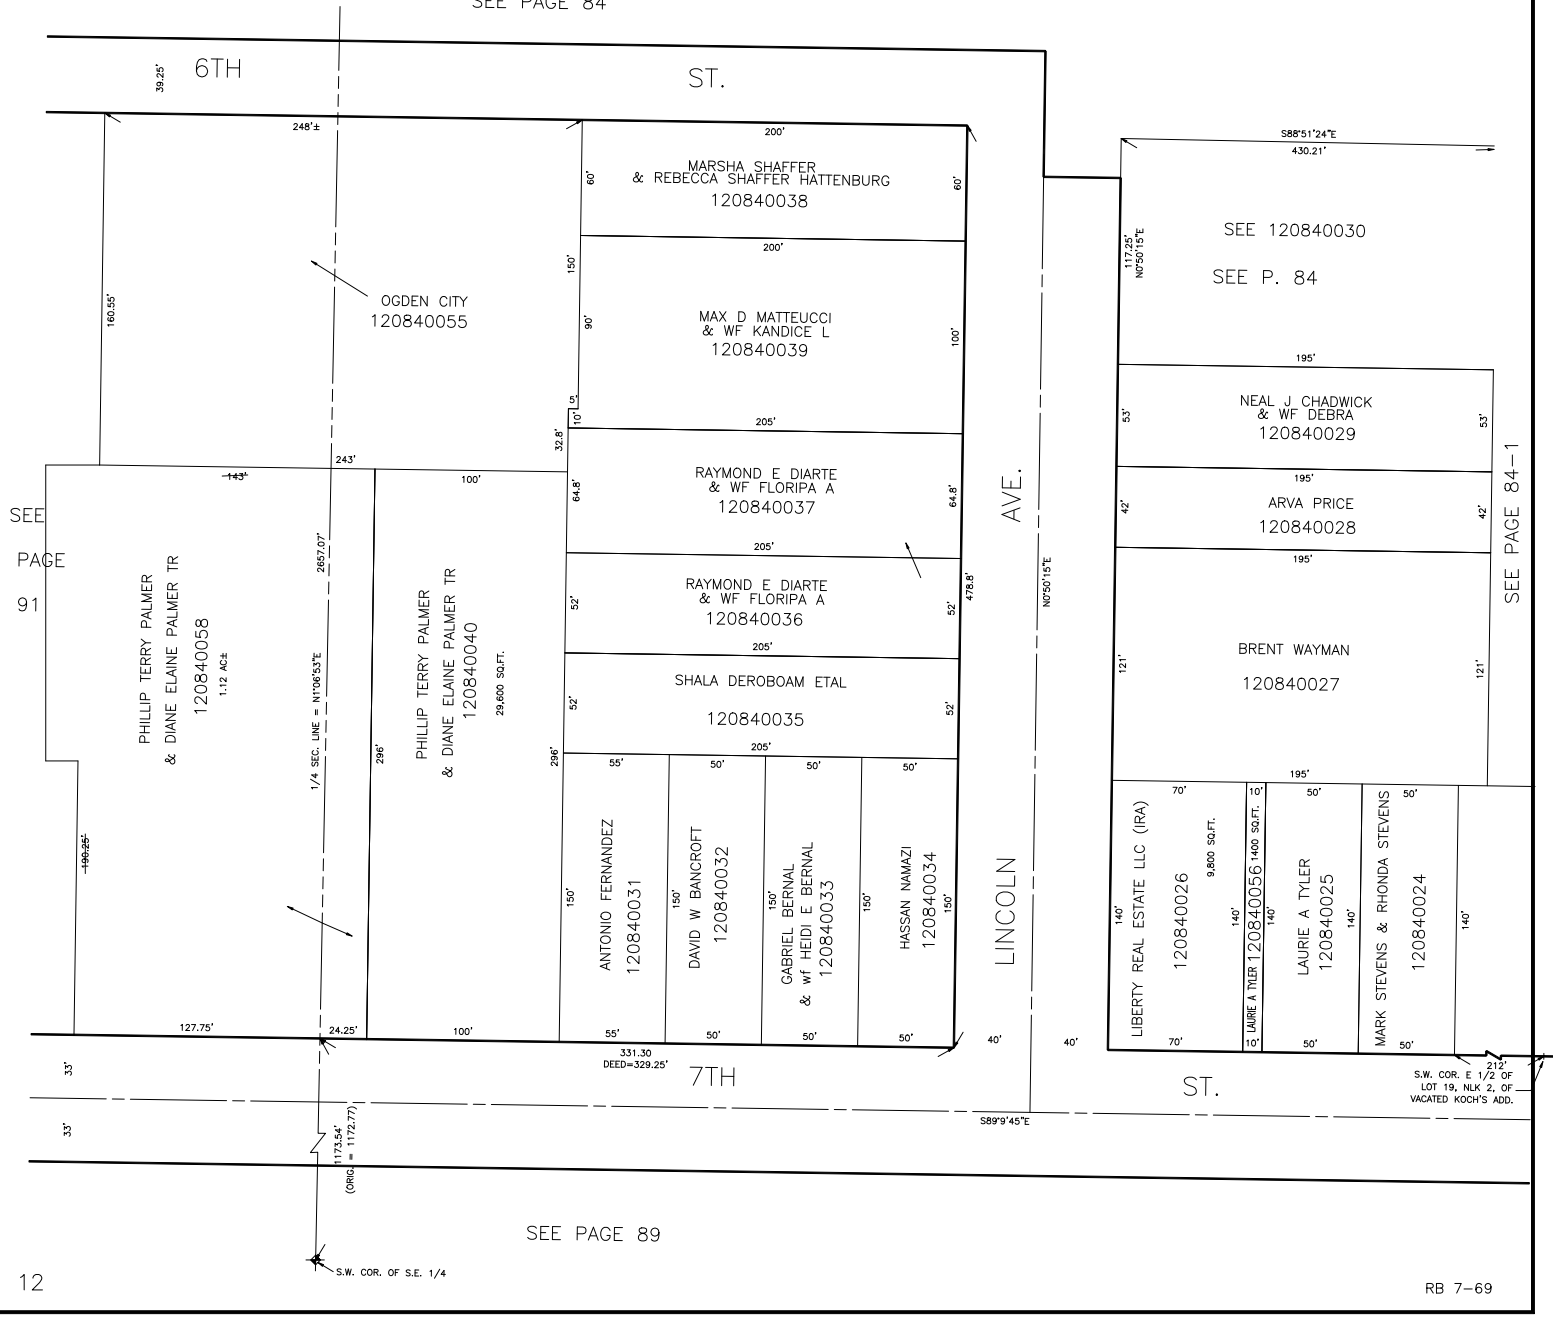 SEE PAGE 84
6TH
ST.
39.25'
248'±
200'
MARSHA SHAFFER
& REBECCA SHAFFER HATTENBURG
120840038
60'
60'
S88°51'24"E
430.21'
200'
150'
OGDEN CITY
120840055
160.55'
MAX D MATTEUCCI
& WF KANDICE L
120840039
90'
100'
5'
10'
32.8'
117.25'
N0°50'15"E
SEE 120840030
SEE P. 84
195'
NEAL J CHADWICK
& WF DEBRA
120840029
53'
53'
205'
243'
143'
100'
RAYMOND E DIARTE
& WF FLORIPA A
120840037
64.8'
64.8'
195'
ARVA PRICE
120840028
42'
42'
SEE PAGE 84-1
SEE
PAGE
91
AVE.
2657.07'
205'
RAYMOND E DIARTE
& WF FLORIPA A
120840036
52'
52'
478.8'
N0°50'15"E
195'
BRENT WAYMAN
120840027
121'
121'
PHILLIP TERRY PALMER
& DIANE ELAINE PALMER TR
120840058
1.12 AC±
1/4 SEC. LINE = N1°06'53"E
PHILLIP TERRY PALMER
& DIANE ELAINE PALMER TR
120840040
29,600 SQ.FT.
205'
SHALA DEROBOAM ETAL
120840035
52'
52'
205'
296'
296'
190.25'
55'
50'
50'
50'
195'
70'
10'
50'
50'
ANTONIO FERNANDEZ
120840031
150'
DAVID W BANCROFT
120840032
150'
GABRIEL BERNAL
& wf HEIDI E BERNAL
120840033
150'
HASSAN NAMAZI
120840034
150'
150'
LINCOLN
LIBERTY REAL ESTATE LLC (IRA)
120840026
9,800 SQ.FT.
140'
140'
LAURIE A TYLER 120840056 1400 SQ.FT.
140'
LAURIE A TYLER
120840025
140'
MARK STEVENS & RHONDA STEVENS
120840024
140'
127.75'
24.25'
100'
55'
50'
50'
50'
40'
40'
70'
10'
50'
50'
331.30
DEED=329.25'
7TH
ST.
212'
S.W. COR. E 1/2 OF
LOT 19, NLK 2, OF
VACATED KOCH'S ADD.
33'
33'
S89°9'45"E
1173.54'
(ORIG. = 1172.77)
SEE PAGE 89
S.W. COR. OF S.E. 1/4
12
RB 7-69